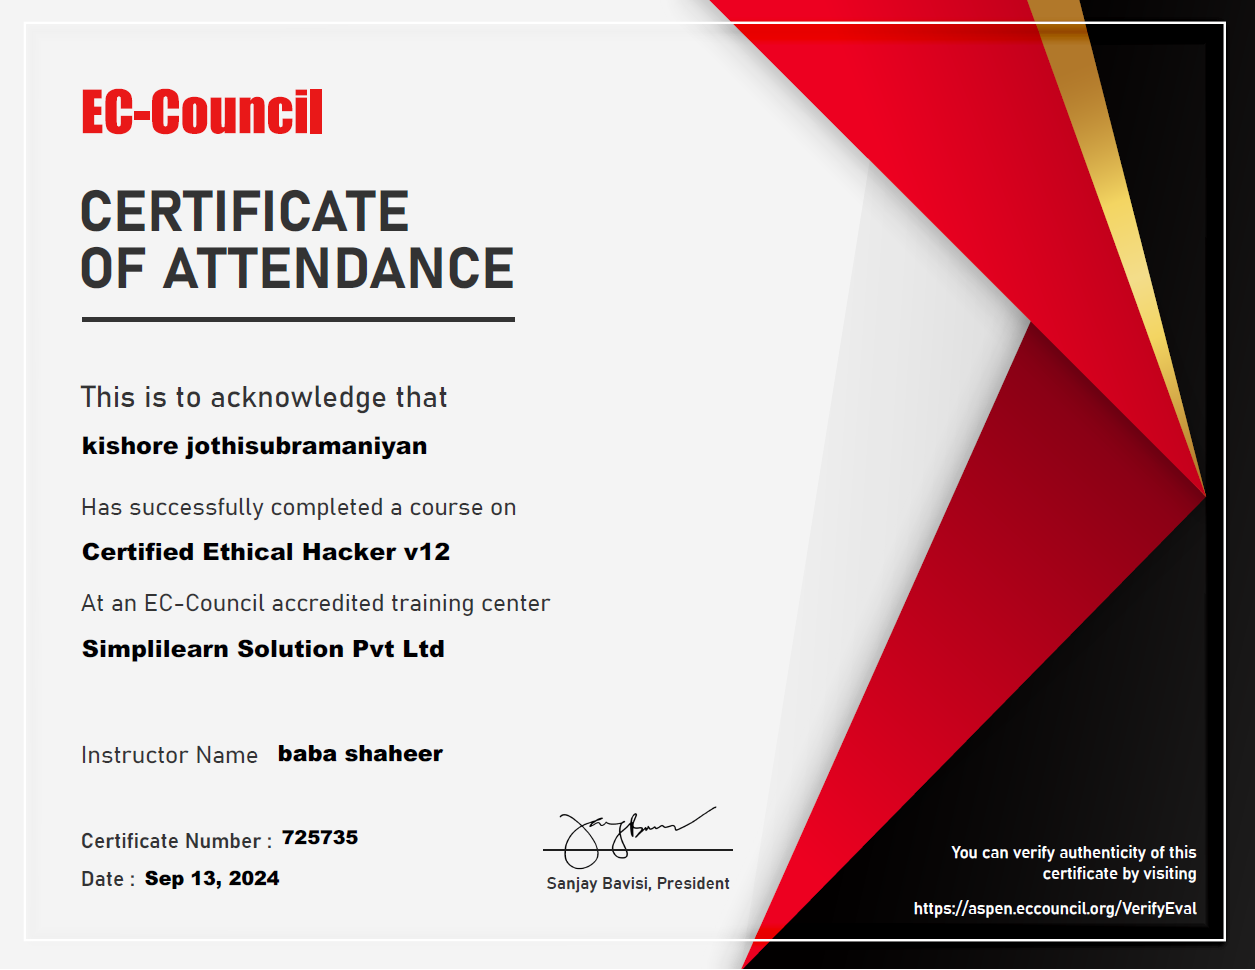 EC-Council
CERTIFICATE
OF ATTENDANCE
This is to acknowledge that
kishore jothisubramaniyan
Has successfully completed a course on
Certified Ethical Hacker v12
At an EC-Council accredited training center
Simplilearn Solution Pvt Ltd
Instructor Name baba shaheer
Certificate Number : 725735
Date : Sep 13, 2024
Sanjay Bavisi, President
You can verify authenticity of this
certificate by visiting
https://aspen.eccouncil.org/VerifyEval